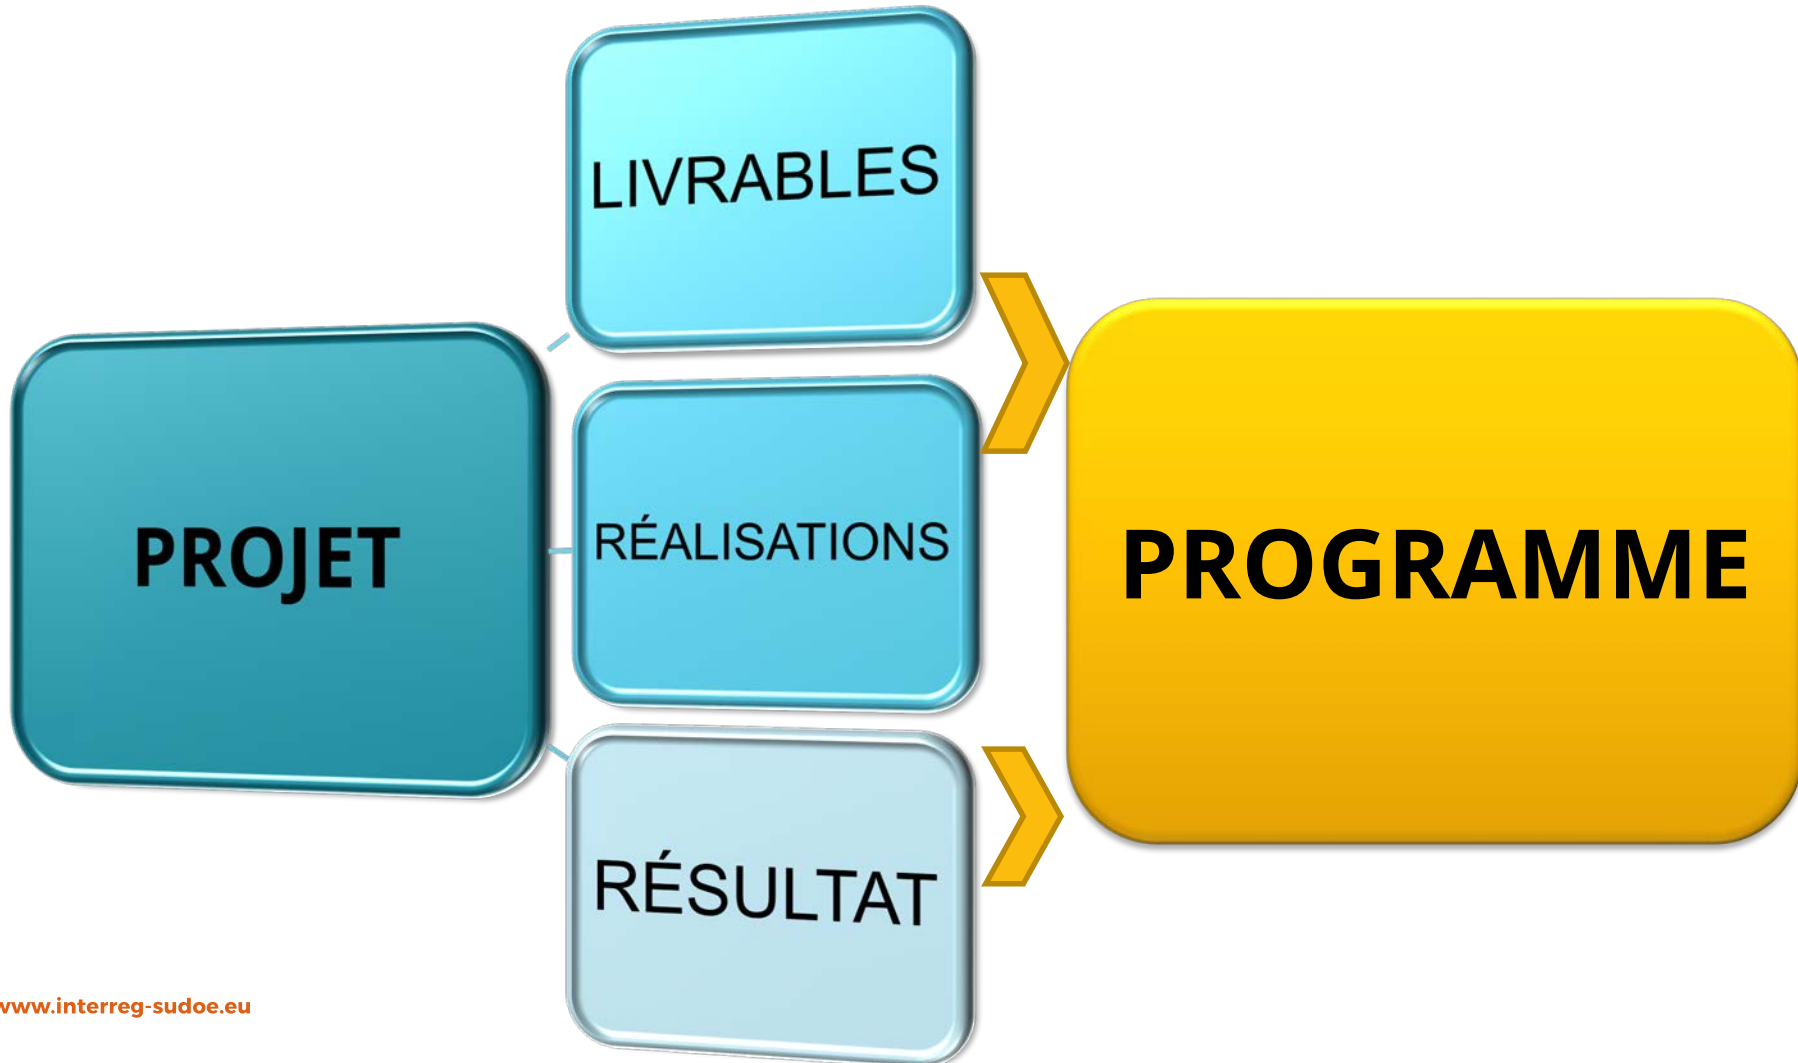 LIVRABLES
PROJET
RÉALISATIONS
PROGRAMME
RÉSULTAT
www.interreg-sudoe.eu